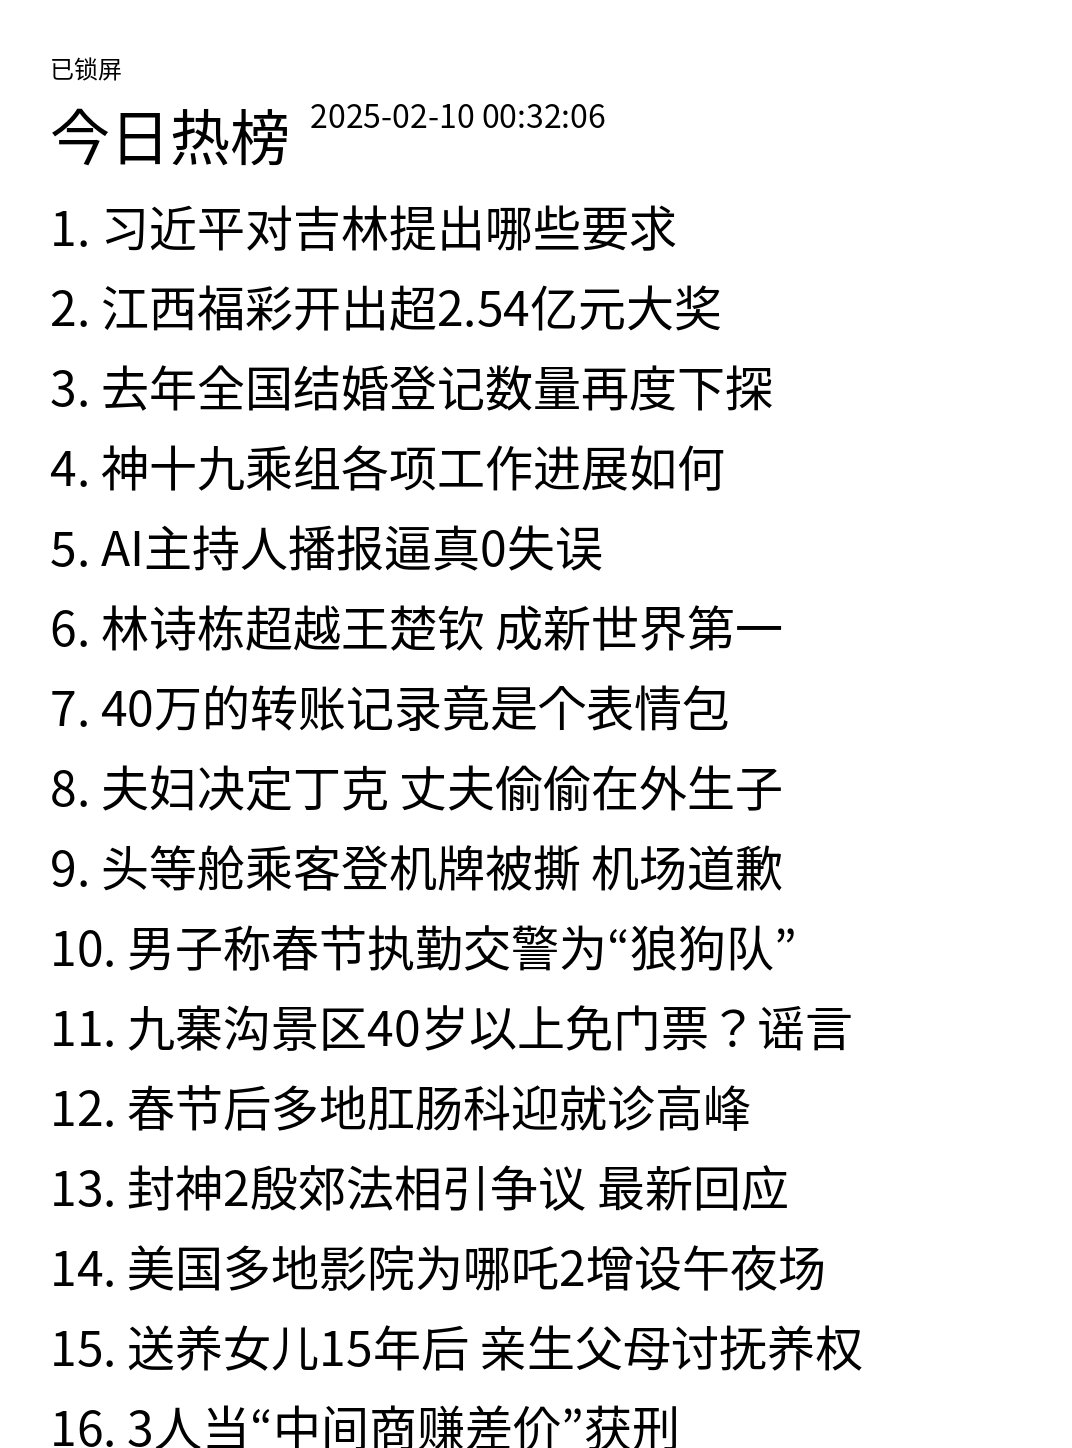 已锁屏
今日热榜 2025-02-10 00:32:06
1. 习近平对吉林提出哪些要求
2. 江西福彩开出超2.54亿元大奖
3. 去年全国结婚登记数量再度下探
4. 神十九乘组各项工作进展如何
5. AI主持人播报逼真0失误
6. 林诗栋超越王楚钦 成新世界第一
7. 40万的转账记录竟是个表情包
8. 夫妇决定丁克 丈夫偷偷在外生子
9. 头等舱乘客登机牌被撕 机场道歉
10. 男子称春节执勤交警为“狼狗队”
11. 九寨沟景区40岁以上免门票？谣言
12. 春节后多地肛肠科迎就诊高峰
13. 封神2殷郊法相引争议 最新回应
14. 美国多地影院为哪吒2增设午夜场
15. 送养女儿15年后 亲生父母讨抚养权
16. 3人当“中间商赚差价”获刑